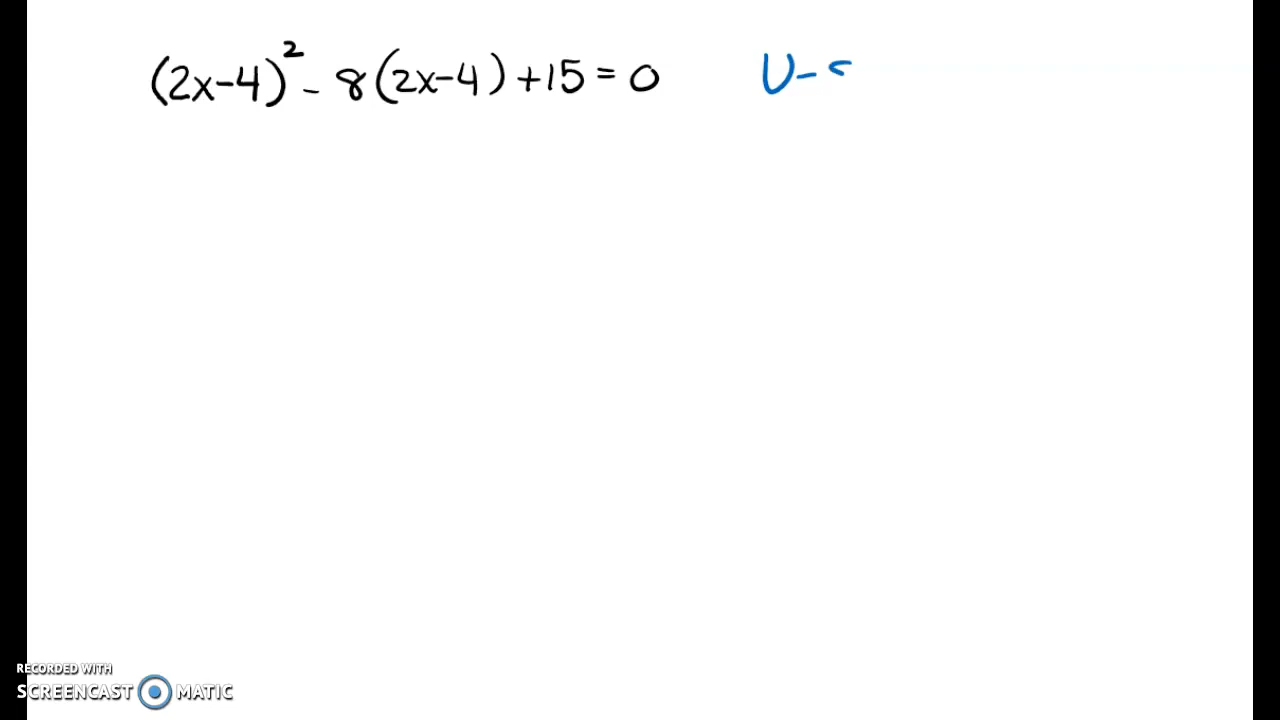 (2x-4)² - 8(2x-4) +15 = 0 U-
RECORDED WITH
SCREENCAST MATIC